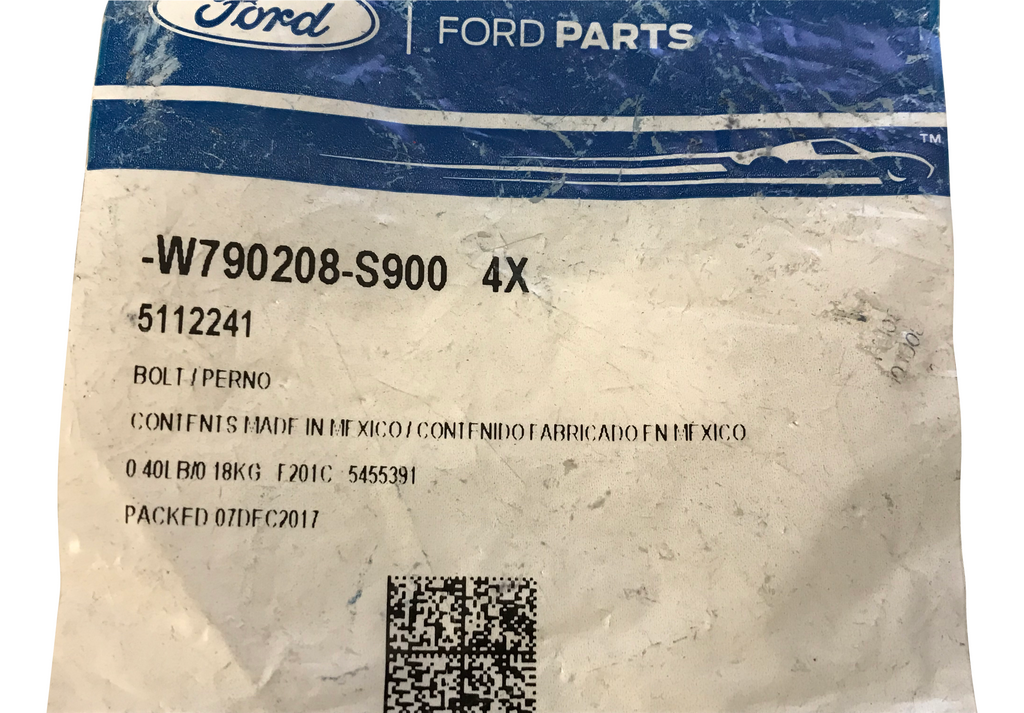 Ford FORD PARTS
TM
-W790208-S900 4X
5112241
BOLT/PERNO
CONTENTS MADE IN MEXICO/CONTENIDO FABRICADO EN MÉXICO
0.40LB/0.18KG F201C 5455391
PACKED 07DEC2017